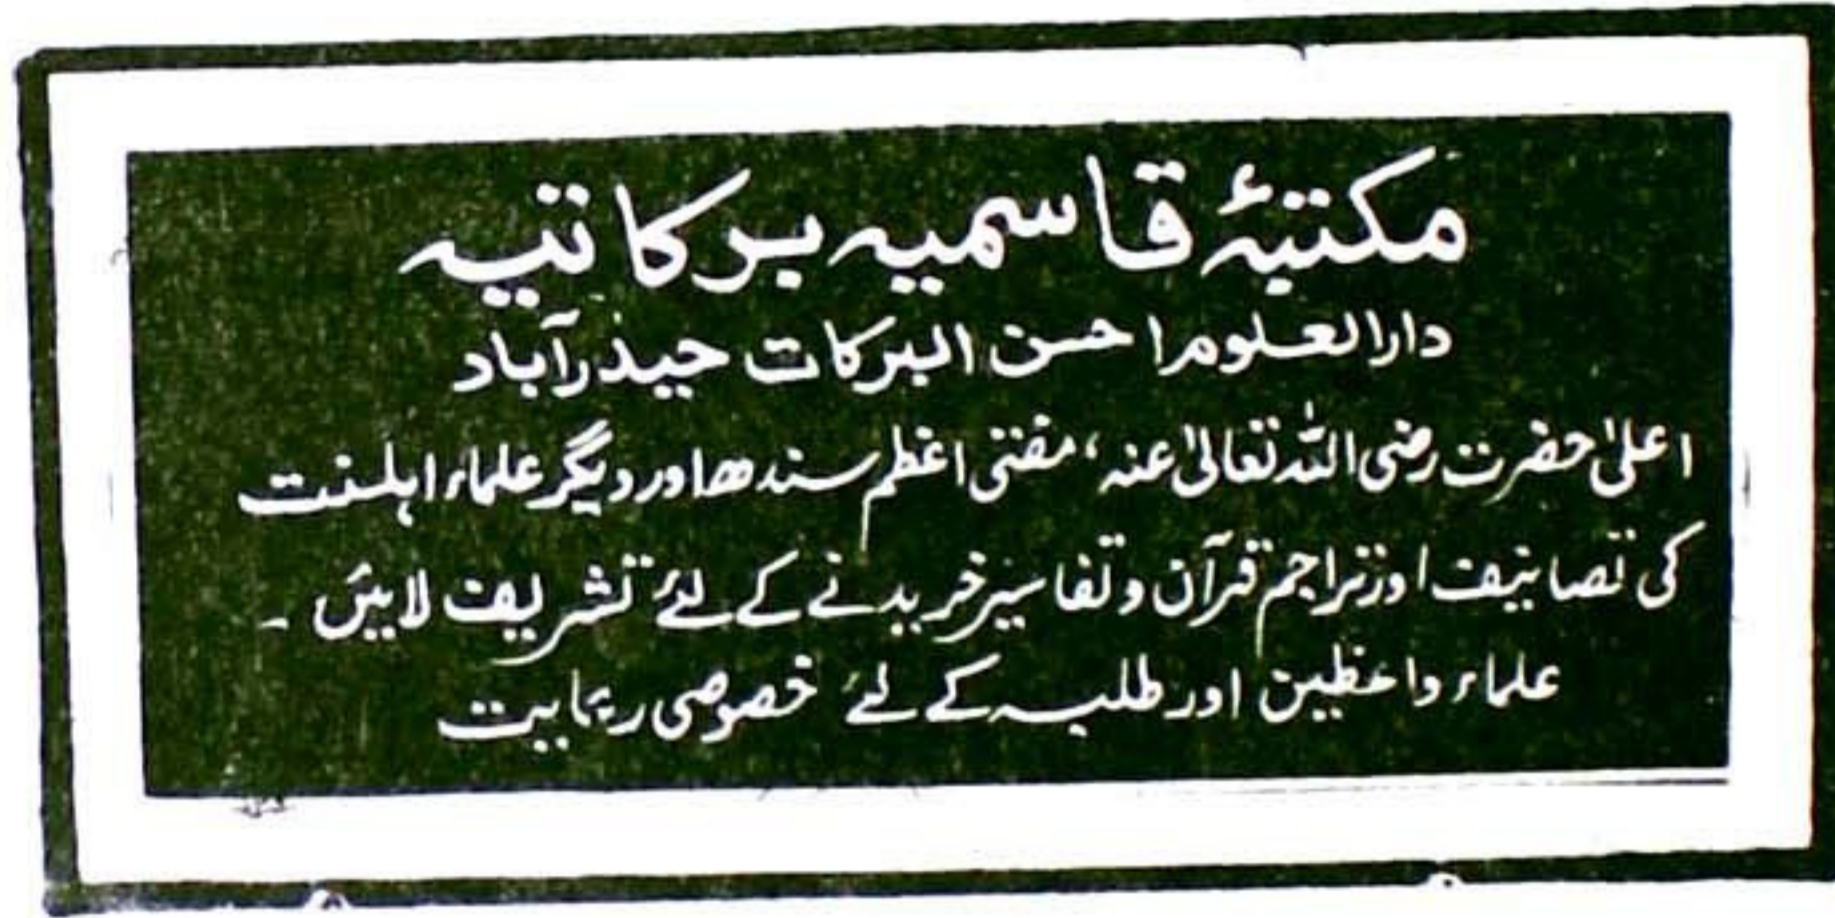 مکتبۂ قاسمیہ برکاتیہ
دارالعلوم احسن البرکات حیدرآباد
اعلیٰ حضرت رضی اللہ تعالیٰ عنہ، مفتی اعظم سندھ اور دیگر علماء اہلسنت
کی تصانیف اور تراجم قرآن و تفاسیر خریدنے کے لئے تشریف لائیں ۔
علماء واعظین اور طلبہ کے لئے خصوصی رعایت